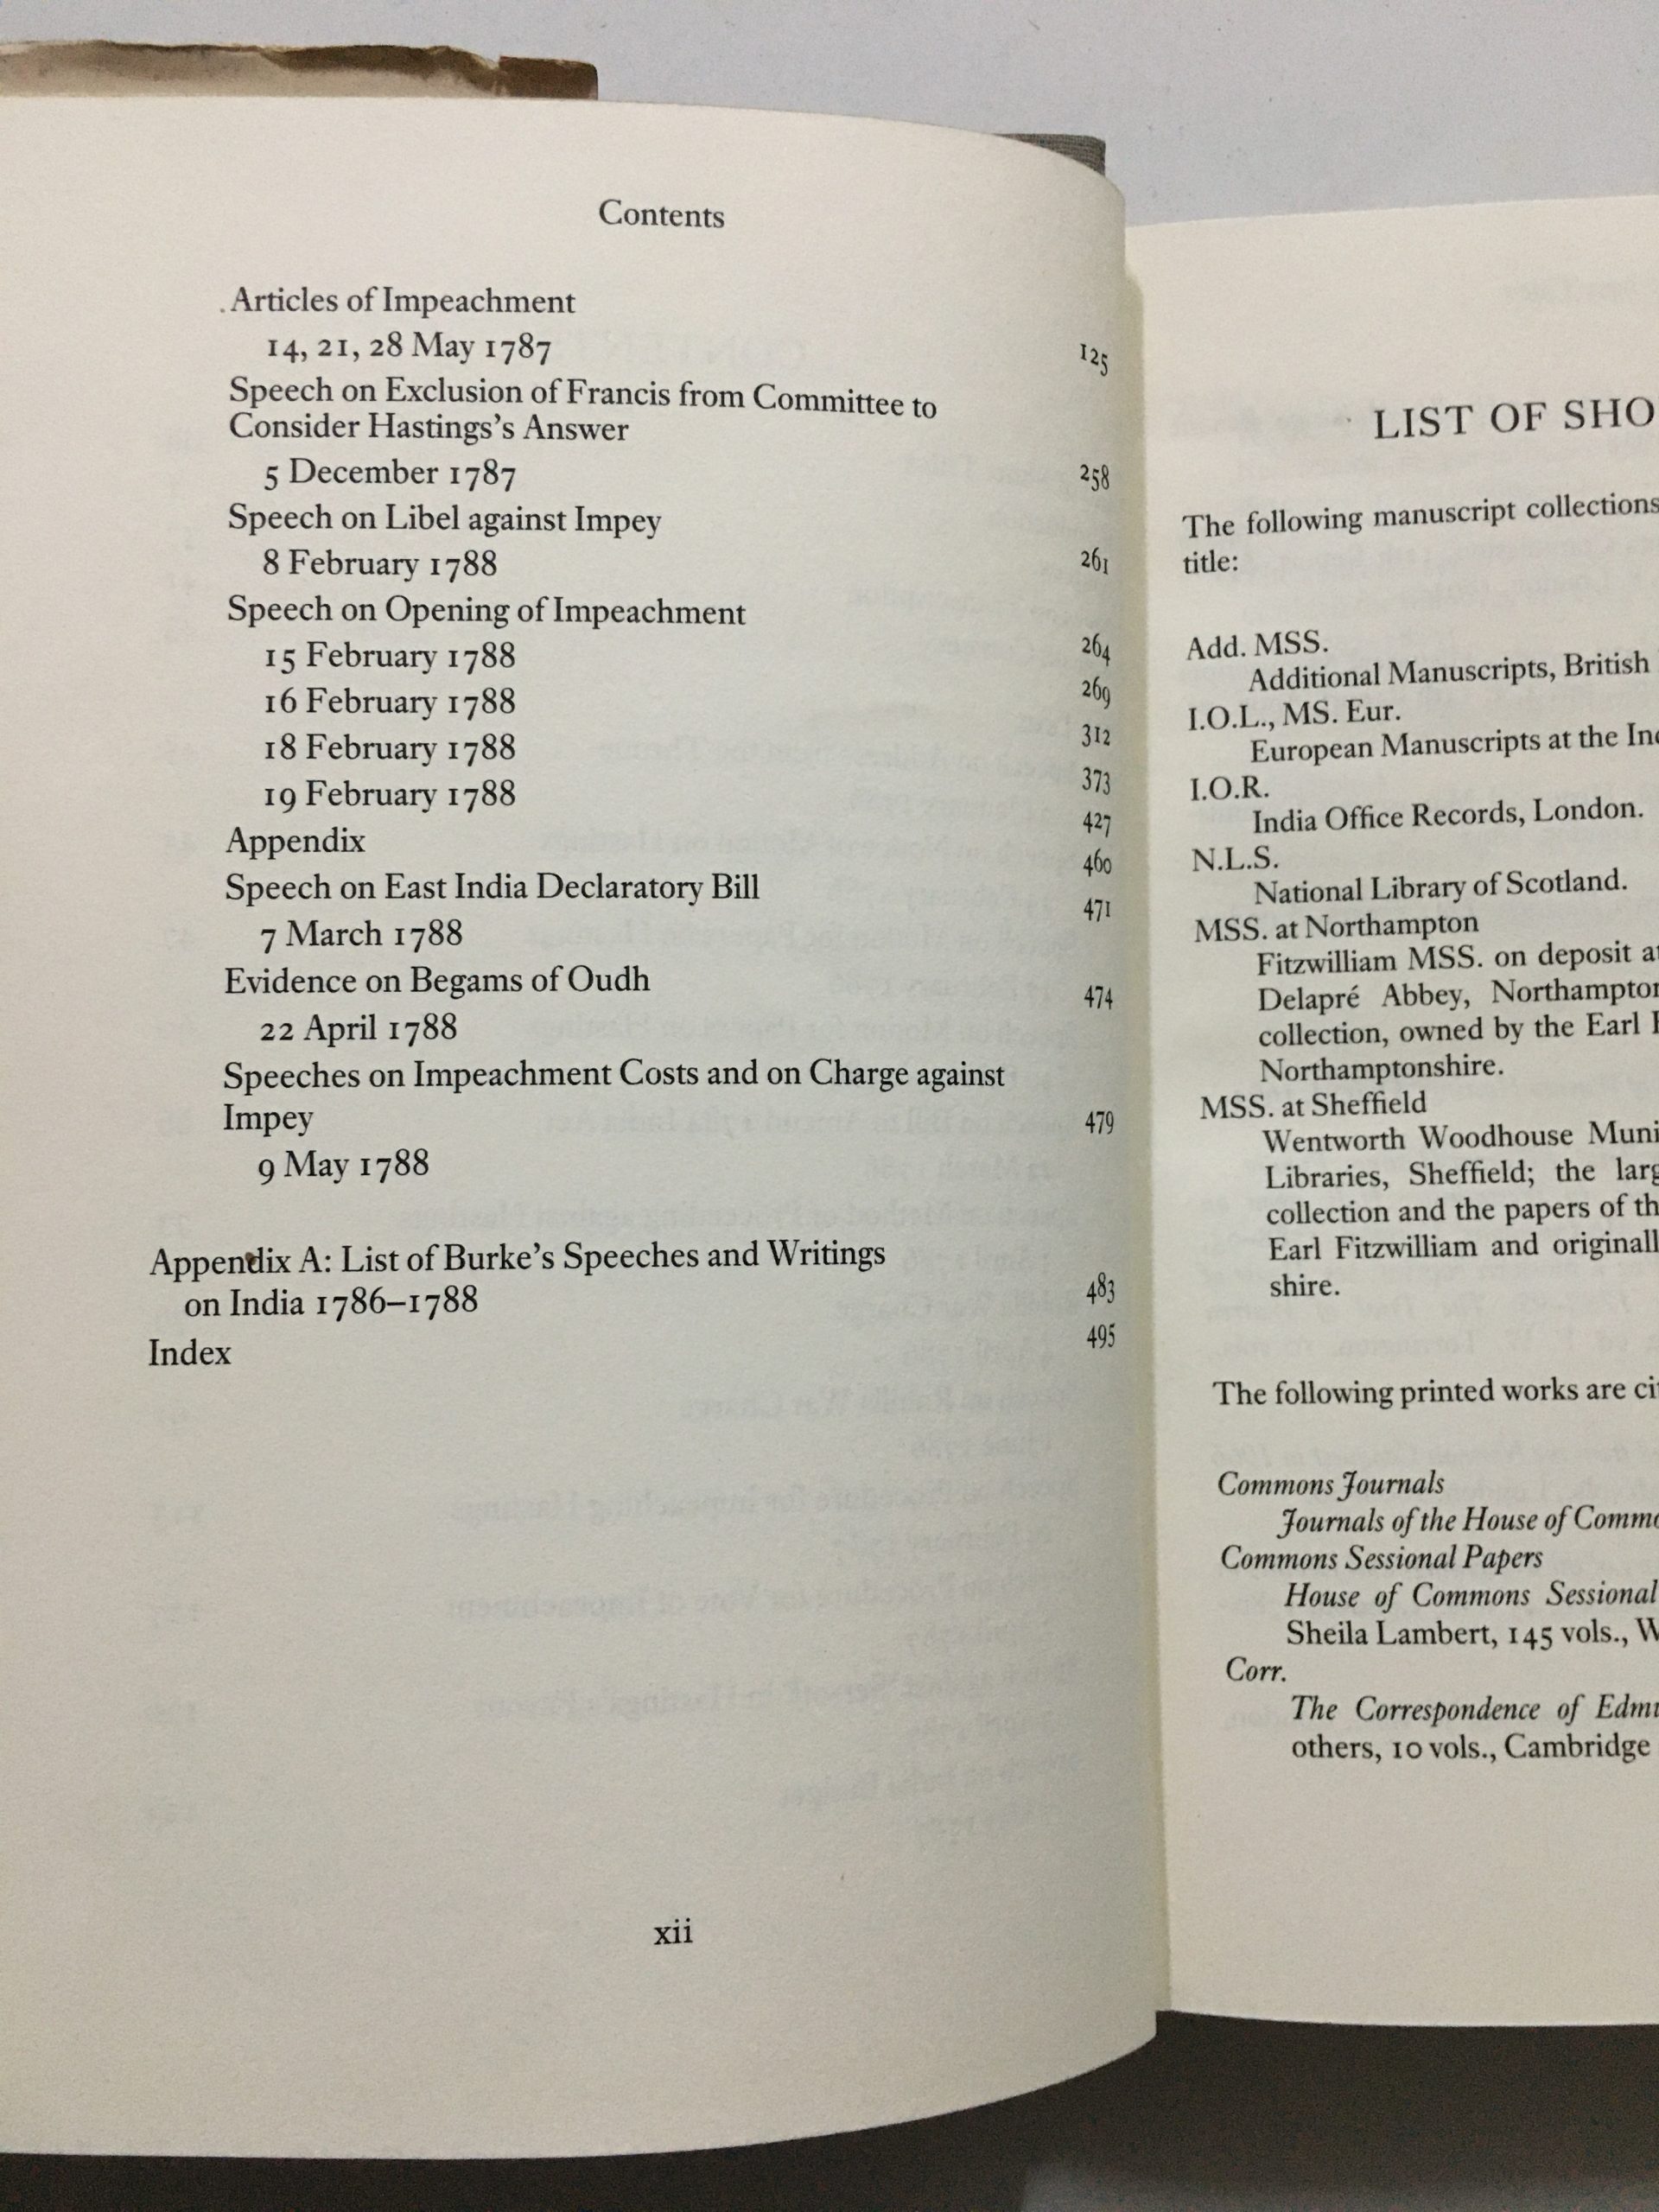 Contents
Articles of Impeachment
14, 21, 28 May 1787 125
Speech on Exclusion of Francis from Committee to
Consider Hastings's Answer
5 December 1787 258
Speech on Libel against Impey
8 February 1788 261
Speech on Opening of Impeachment
15 February 1788 264
16 February 1788 269
18 February 1788 312
19 February 1788 373
Appendix 427
Speech on East India Declaratory Bill 460
7 March 1788 471
Evidence on Begams of Oudh
22 April 1788 474
Speeches on Impeachment Costs and on Charge against
Impey
9 May 1788 479
Appendix A: List of Burke's Speeches and Writings
on India 1786–1788 483
Index 495
xii
LIST OF SHO
The following manuscript collections
title:
Add. MSS.
Additional Manuscripts, British
I.O.L., MS. Eur.
European Manuscripts at the Ind
I.O.R.
India Office Records, London.
N.L.S.
National Library of Scotland.
MSS. at Northampton
Fitzwilliam MSS. on deposit at
Delapré Abbey, Northampton
collection, owned by the Earl
Northamptonshire.
MSS. at Sheffield
Wentworth Woodhouse Muni
Libraries, Sheffield; the larg
collection and the papers of th
Earl Fitzwilliam and originall
shire.
The following printed works are cit
Commons Journals
Journals of the House of Commo
Commons Sessional Papers
House of Commons Sessional
Sheila Lambert, 145 vols., W
Corr.
The Correspondence of Edmu
others, 10 vols., Cambridge